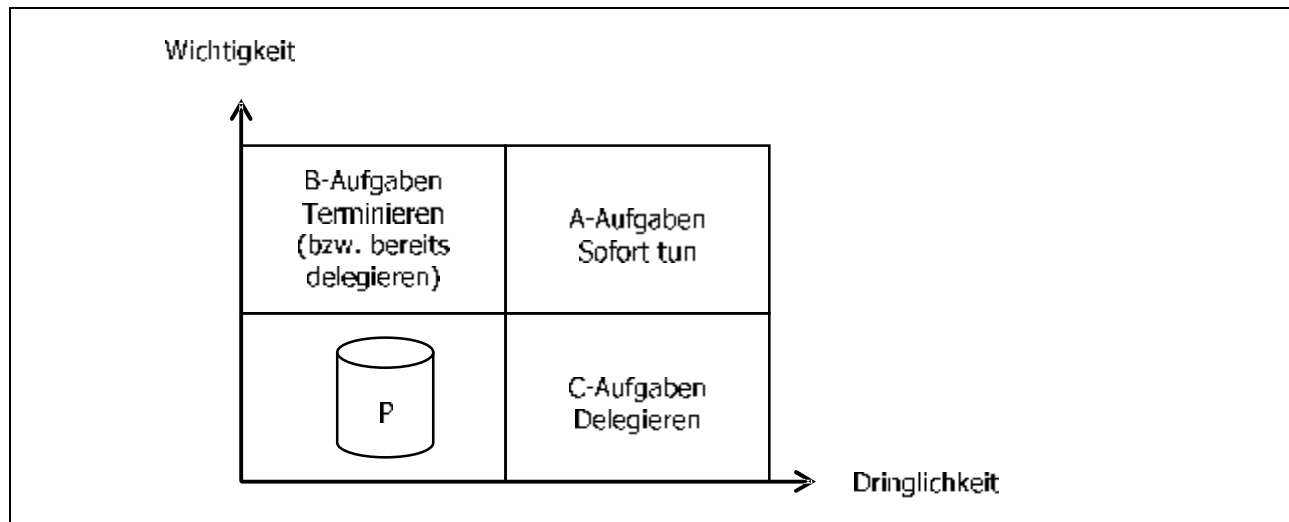 Wichtigkeit
B-Aufgaben
Terminieren
(bzw. bereits
delegieren)
A-Aufgaben
Sofort tun
P
C-Aufgaben
Delegieren
Dringlichkeit